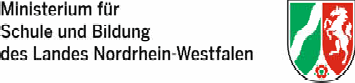 Ministerium für
Schule und Bildung
des Landes Nordrhein-Westfalen